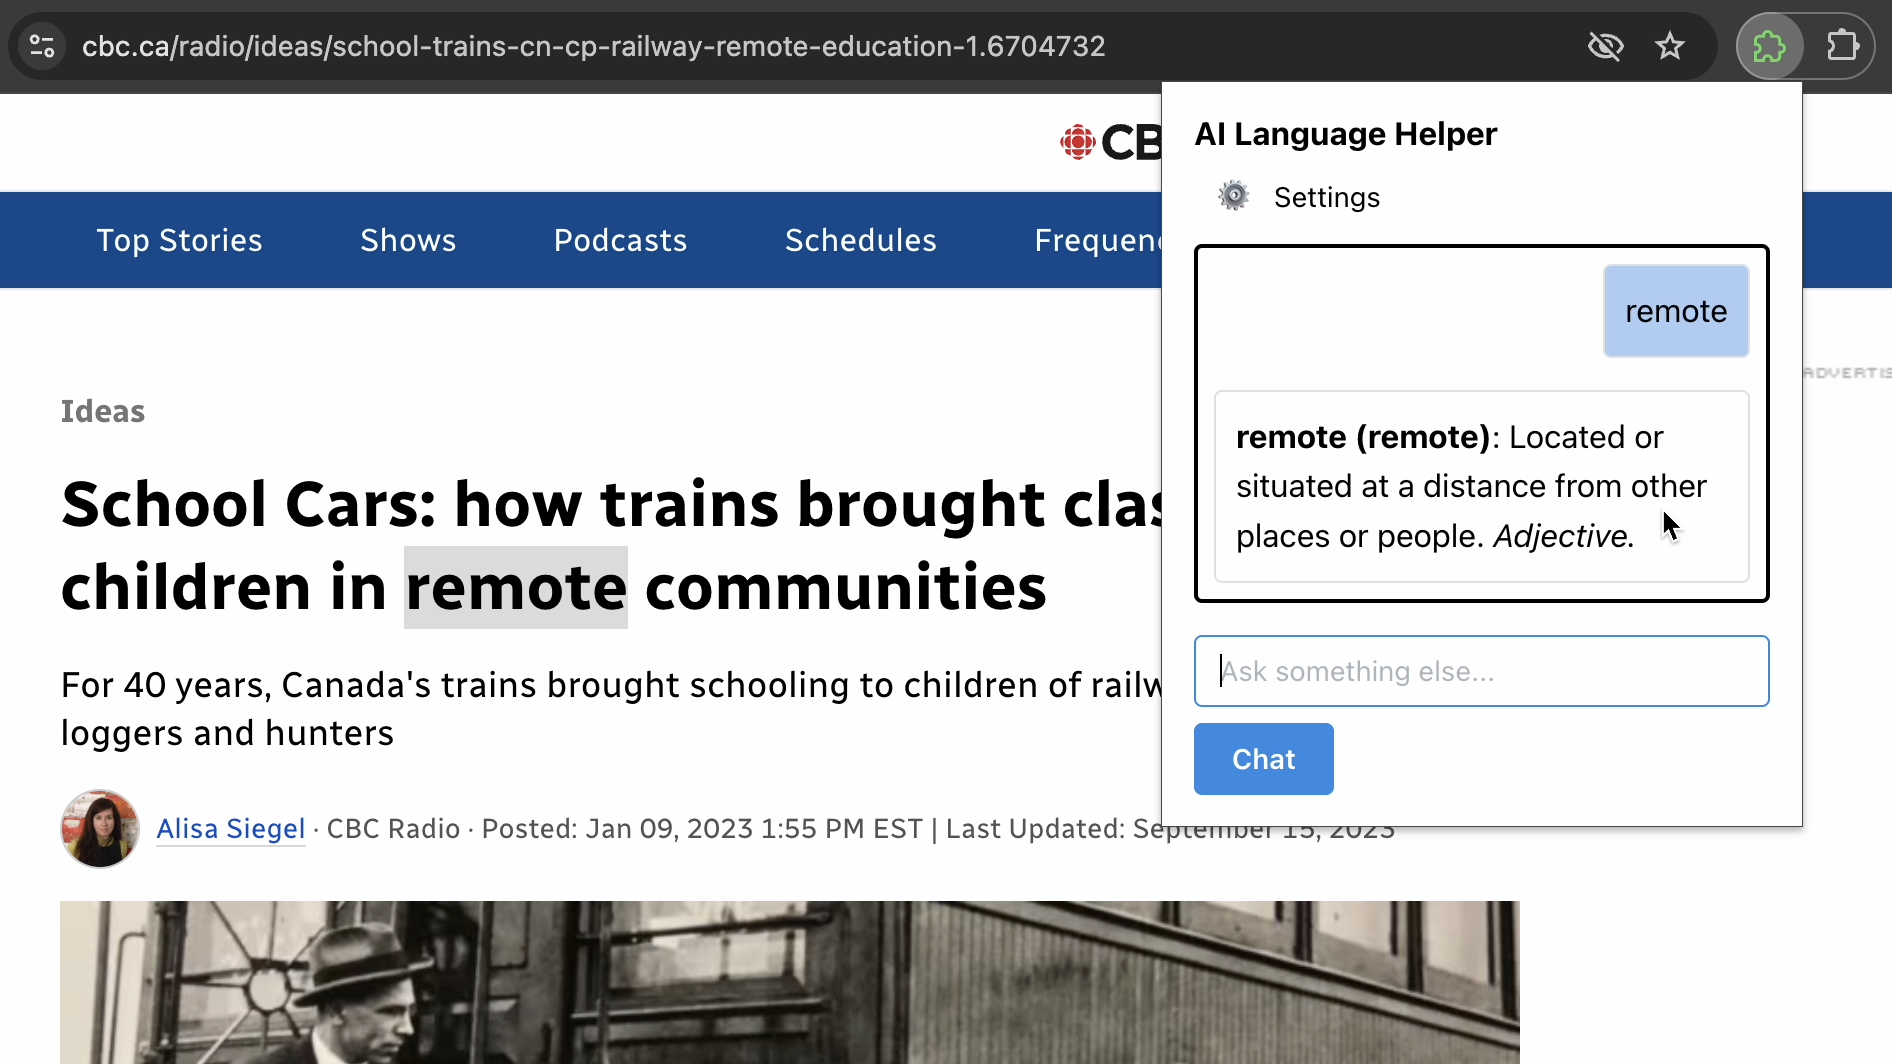 cbc.ca/radio/ideas/school-trains-cn-cp-railway-remote-education-1.6704732
CB
Top Stories Shows Podcasts Schedules Frequenc
AI Language Helper
Settings
remote
remote (remote): Located or
situated at a distance from other
places or people. Adjective.
Ask something else...
Chat
ADVERTIS
Ideas
School Cars: how trains brought clas
children in remote communities
For 40 years, Canada's trains brought schooling to children of railw
loggers and hunters
Alisa Siegel · CBC Radio · Posted: Jan 09, 2023 1:55 PM EST | Last Updated: September 15, 2023